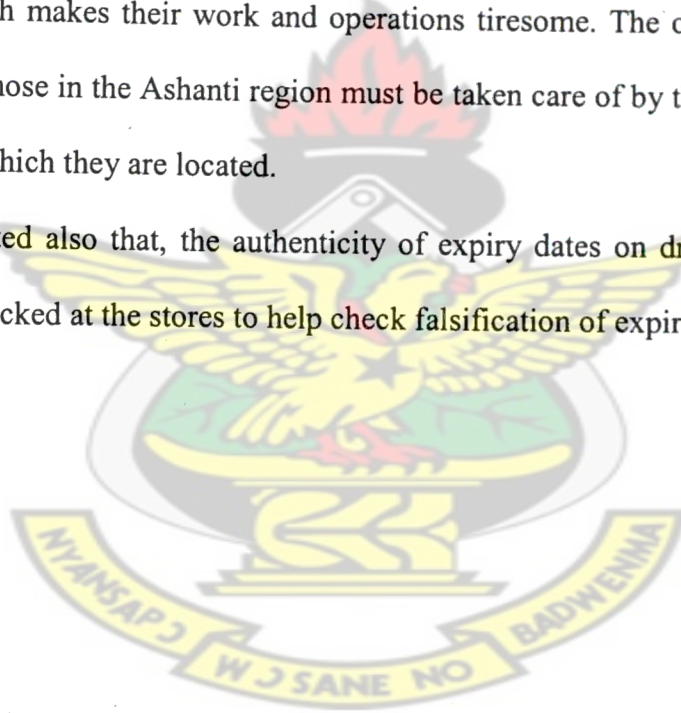 h makes their work and operations tiresome. The
hose in the Ashanti region must be taken care of by t
hich they are located.
ed also that, the authenticity of expiry dates on
cked at the stores to help check falsification of expir
NYANSAPƆ WƆSANE NO BADWENMA